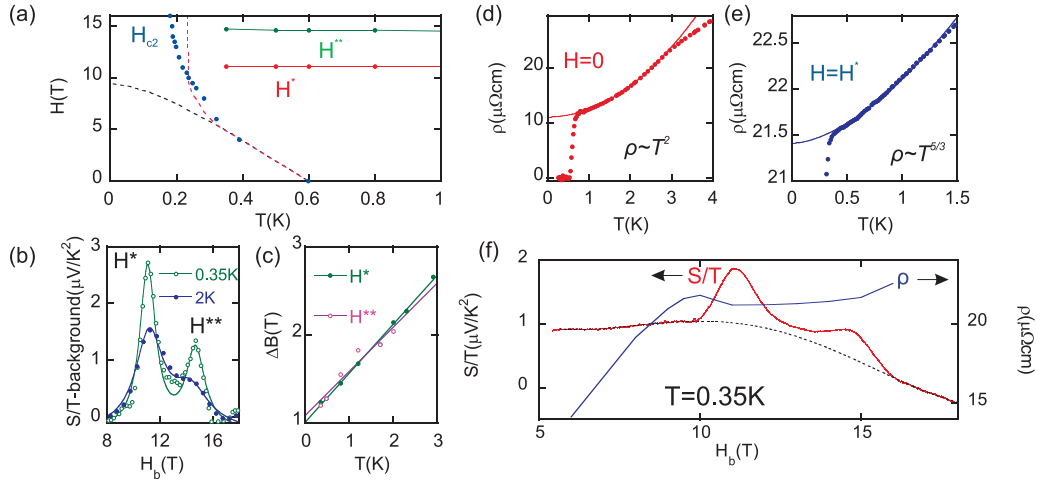 (a)
15
10
5
0
H(T)
H_c2
H**
H*
0
0.2
0.4
0.6
0.8
1
T(K)
(b)
3
2
1
0
S/T-background(μV/K²)
H*
0.35K
2K
H**
8
12
16
H_b(T)
(c)
3
2
1
ΔB(T)
H*
H**
0
1
2
3
T(K)
(d)
24
12
0
ρ(μΩcm)
H=0
ρ~T²
0
1
2
3
4
T(K)
(e)
22.5
22
21.5
21
ρ(μΩcm)
H=H*
ρ~T^5/3
0
0.5
1
1.5
T(K)
(f)
2
1
0
S/T(μV/K²)
S/T
ρ
T=0.35K
20
15
ρ(μΩcm)
5
10
15
H_b(T)